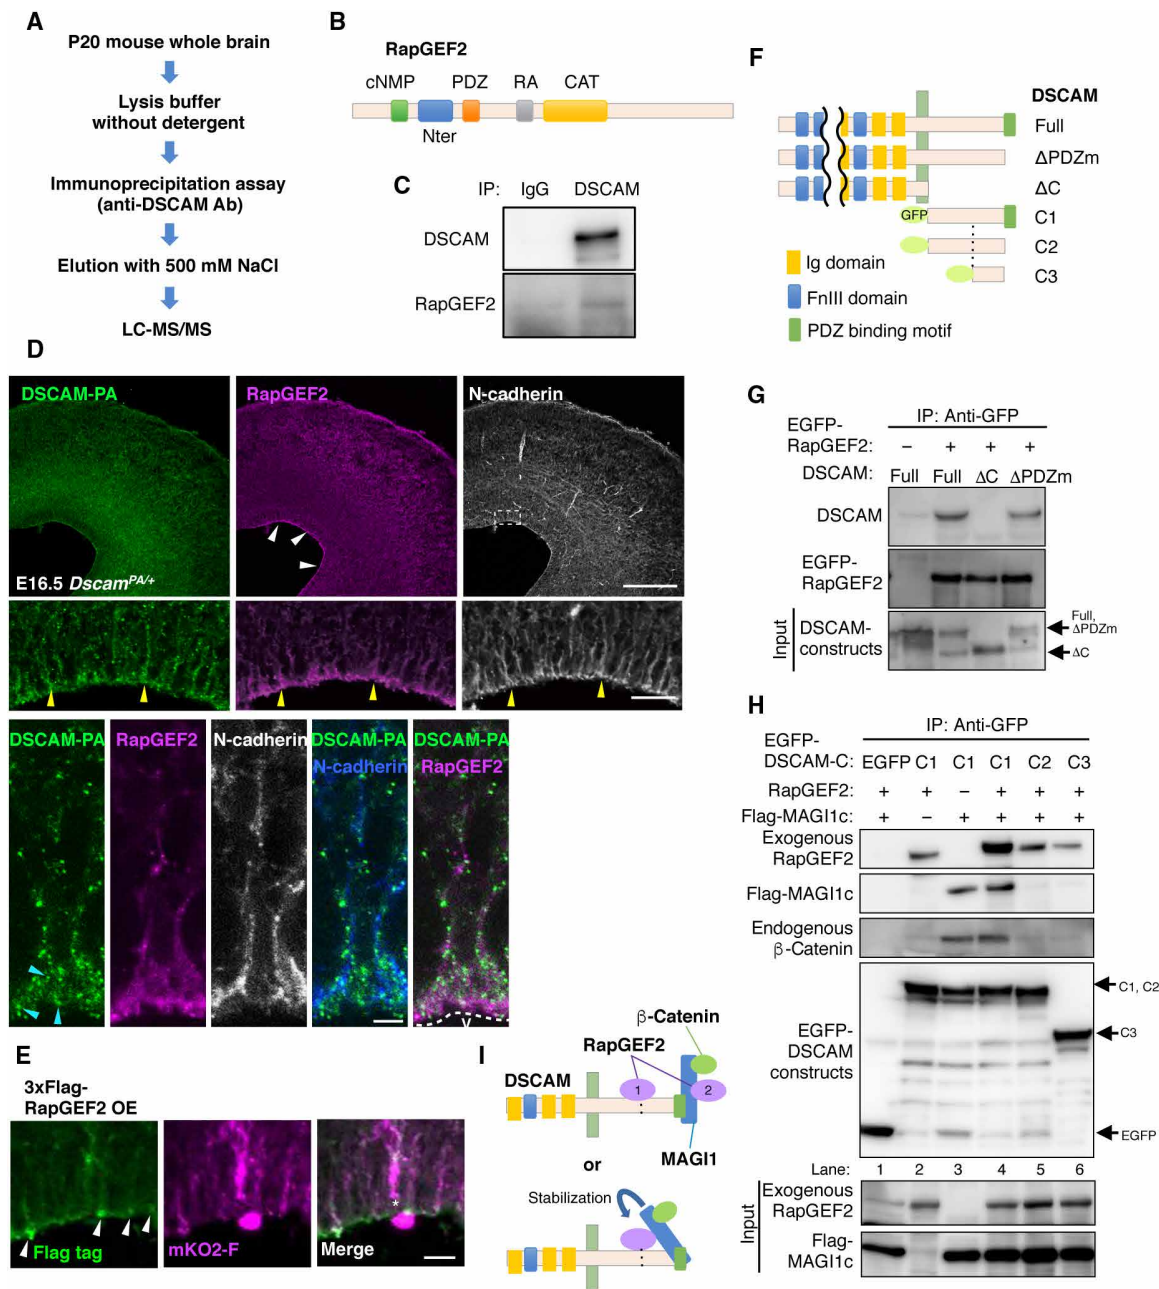 A
P20 mouse whole brain
Lysis buffer
without detergent
Immunoprecipitation assay
(anti-DSCAM Ab)
Elution with 500 mM NaCl
LC-MS/MS
B
RapGEF2
cNMP PDZ RA CAT
Nter
C
IP: IgG DSCAM
DSCAM
RapGEF2
D
DSCAM-PA RapGEF2 N-cadherin
E16.5 Dscam^PA/+
DSCAM-PA RapGEF2 N-cadherin DSCAM-PA DSCAM-PA
N-cadherin RapGEF2
V
E
3xFlag-
RapGEF2 OE
Flag tag mKO2-F Merge
*
F
DSCAM
Full
ΔPDZm
ΔC
GFP C1
C2
C3
Ig domain
FnIII domain
PDZ binding motif
G
IP: Anti-GFP
EGFP-
RapGEF2: – + + +
DSCAM: Full Full ΔC ΔPDZm
DSCAM
EGFP-
RapGEF2
Input
DSCAM-
constructs
Full,
ΔPDZm
ΔC
H
IP: Anti-GFP
EGFP-
DSCAM-C: EGFP C1 C1 C1 C2 C3
RapGEF2: + + – + + +
Flag-MAGI1c: + – + + + +
Exogenous
RapGEF2
Flag-MAGI1c
Endogenous
β-Catenin
EGFP-
DSCAM
constructs
C1, C2
C3
EGFP
Lane: 1 2 3 4 5 6
Input
Exogenous
RapGEF2
Flag-
MAGI1c
I
β-Catenin
RapGEF2
DSCAM
1 2
MAGI1
or
Stabilization